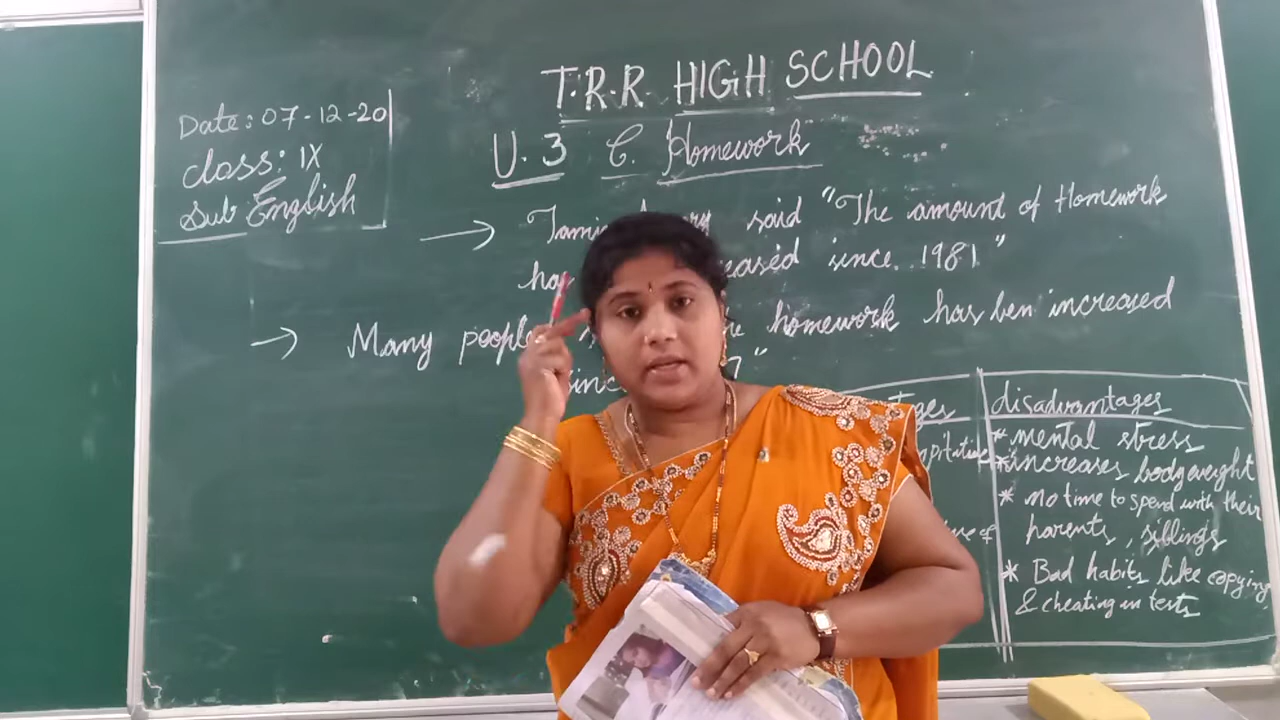 T.R.R. HIGH SCHOOL
Date: 07-12-20
Class: IX
Sub English
U.3 C. Homework
→ said "The amount of Homework
since 1981"
→ Many people homework has ben increased
7"
disadvantages
* mental stress
* increases bodyweight
* no time to spend with their
parents, siblings
* Bad habits like copying
& cheating in tests